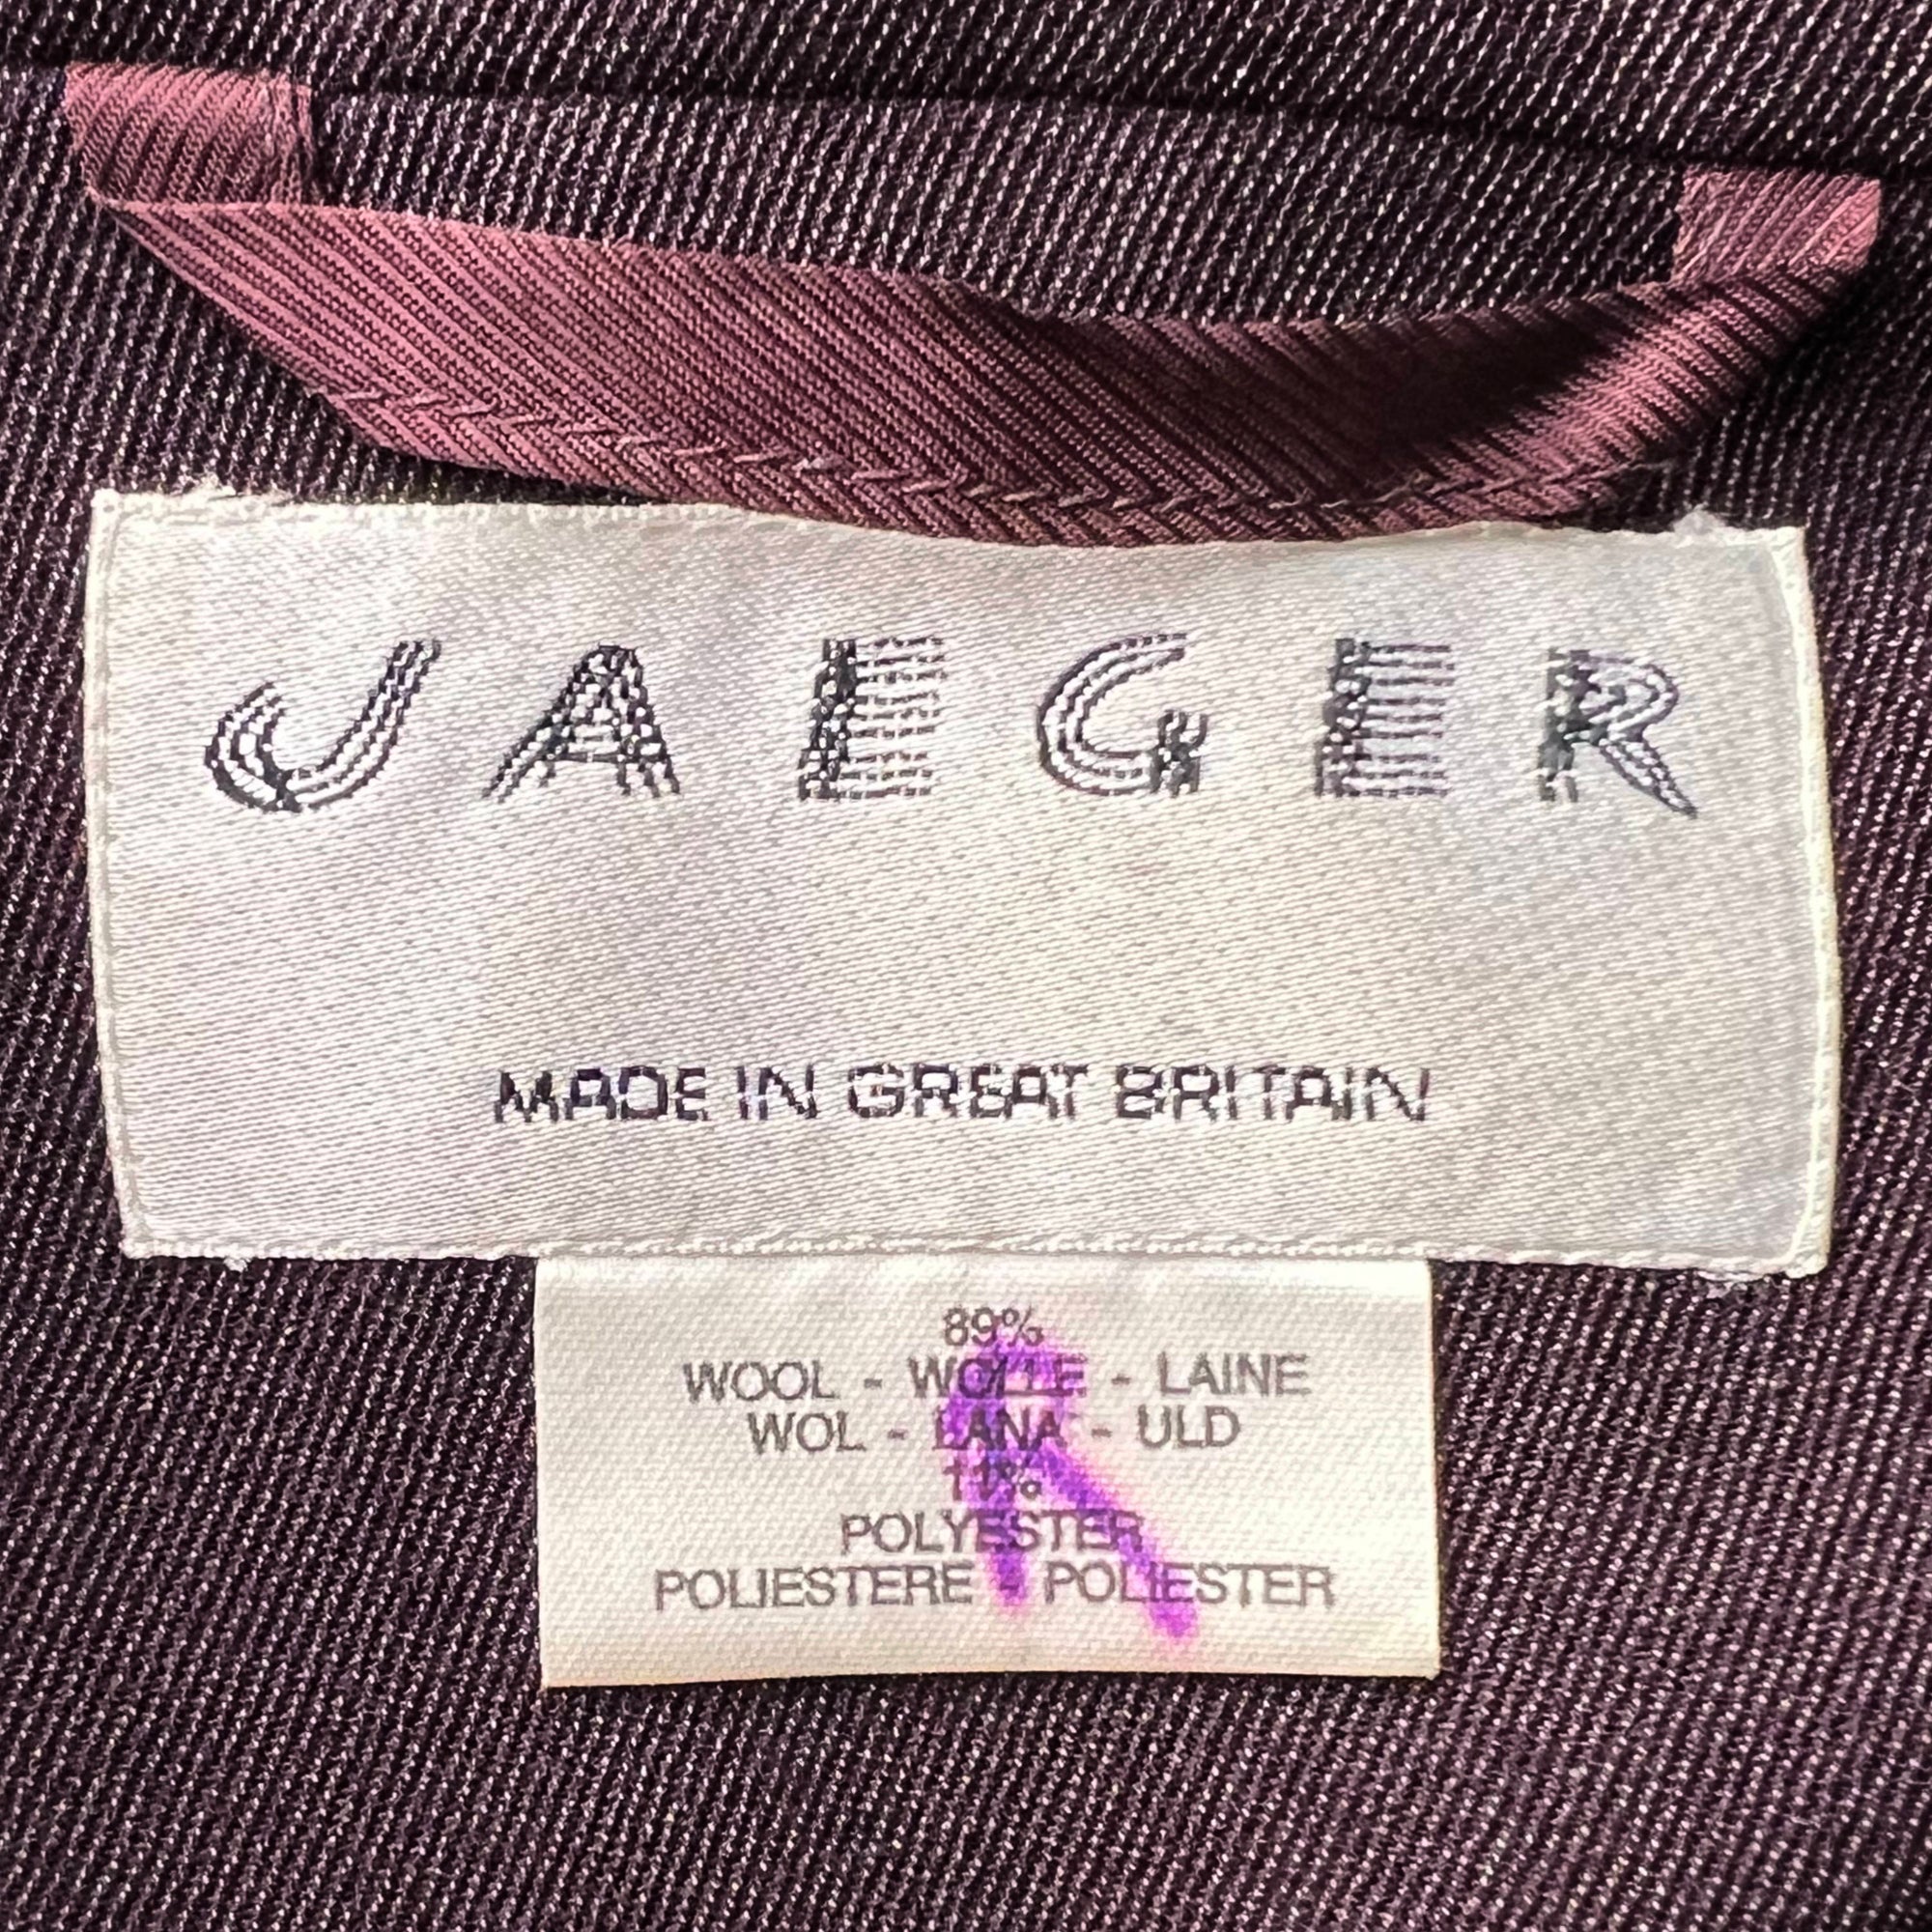 JAEGER
MADE IN GREAT BRITAIN
89%
WOOL - WOLLE - LAINE
WOL - LANA - ULD
11%
POLYESTER
POLIESTERE POLIESTER